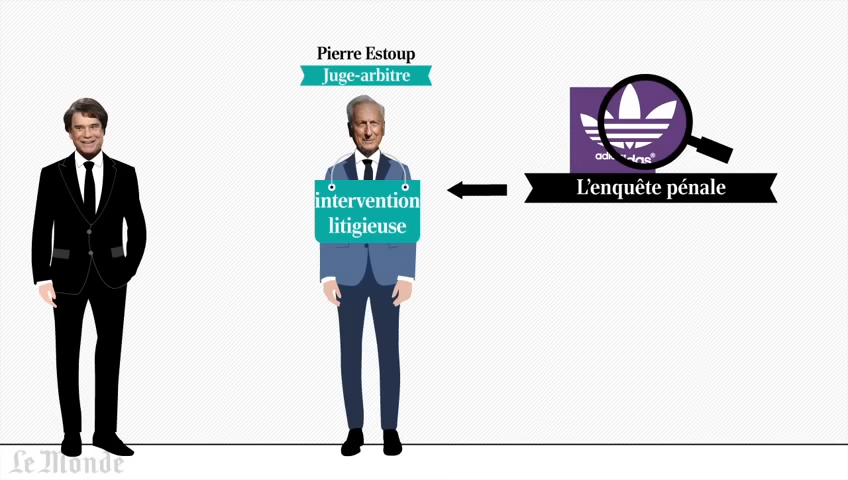 Pierre Estoup
Juge-arbitre
intervention
litigieuse
adidas
L'enquête pénale
Le Monde